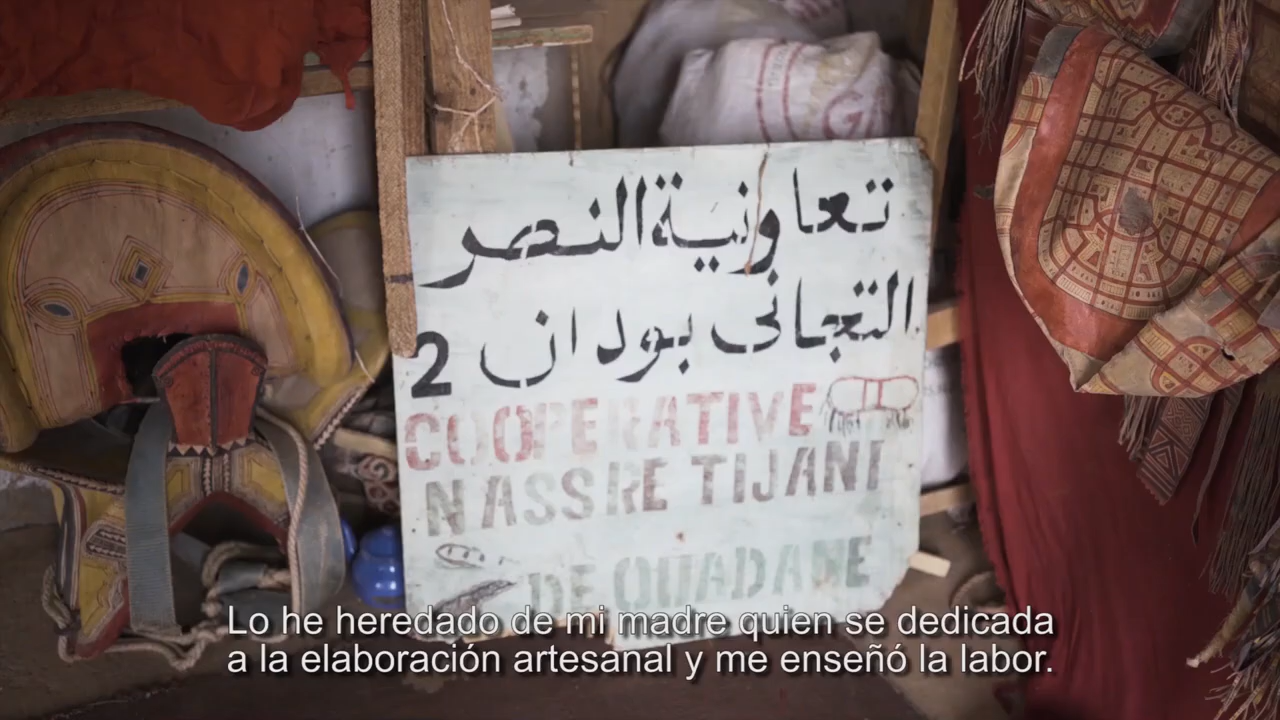 تعاونية النصر
التجانى بودان 2
COOPERATIVE
NASSRE TIJANI
DE OUADANE
Lo he heredado de mi madre quien se dedicada
a la elaboración artesanal y me enseñó la labor.